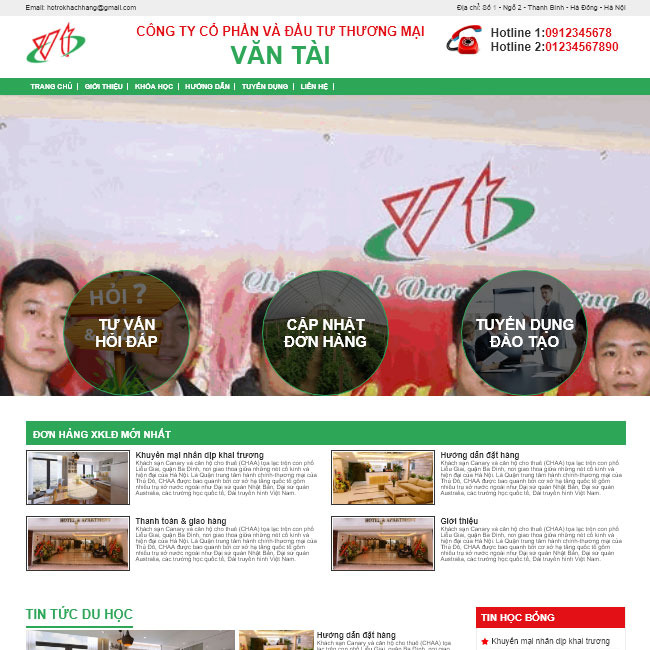 Email: hotrokhachhang@gmail.com
Địa chỉ: Số 1 - Ngõ 2 - Thanh Bình - Hà Đông - Hà Nội
CÔNG TY CỔ PHẦN VÀ ĐẦU TƯ THƯƠNG MẠI
VĂN TÀI
Hotline 1:0912345678
Hotline 2:01234567890
TRANG CHỦ | GIỚI THIỆU | KHÓA HỌC | HƯỚNG DẪN | TUYỂN DỤNG | LIÊN HỆ |
HỎI ?
TƯ VẤN
HỎI ĐÁP
CẬP NHẬT
ĐƠN HÀNG
TUYỂN DỤNG
ĐÀO TẠO
ĐƠN HÀNG XKLĐ MỚI NHẤT
Khuyến mại nhân dịp khai trương
Khách sạn Canary và căn hộ cho thuê (CHAA) tọa lạc trên con phố
Liễu Giai, quận Ba Đình, nơi giao thoa giữa những nét cổ kính và
hiện đại của Hà Nội. Là Quận trung tâm hành chính-thương mại của
Thủ Đô, CHAA được bao quanh bởi cơ sở hạ tầng quốc tế gồm
nhiều trụ sở nước ngoài như Đại sứ quán Nhật Bản, Đại sứ quán
Australia, các trường học quốc tế, Đài truyền hình Việt Nam.
Hướng dẫn đặt hàng
Khách sạn Canary và căn hộ cho thuê (CHAA) tọa lạc trên con phố
Liễu Giai, quận Ba Đình, nơi giao thoa giữa những nét cổ kính và
hiện đại của Hà Nội. Là Quận trung tâm hành chính-thương mại của
Thủ Đô, CHAA được bao quanh bởi cơ sở hạ tầng quốc tế gồm
nhiều trụ sở nước ngoài như Đại sứ quán Nhật Bản, Đại sứ quán
Australia, các trường học quốc tế, Đài truyền hình Việt Nam.
Thanh toán & giao hàng
Khách sạn Canary và căn hộ cho thuê (CHAA) tọa lạc trên con phố
Liễu Giai, quận Ba Đình, nơi giao thoa giữa những nét cổ kính và
hiện đại của Hà Nội. Là Quận trung tâm hành chính-thương mại của
Thủ Đô, CHAA được bao quanh bởi cơ sở hạ tầng quốc tế gồm
nhiều trụ sở nước ngoài như Đại sứ quán Nhật Bản, Đại sứ quán
Australia, các trường học quốc tế, Đài truyền hình Việt Nam.
Giới thiệu
Khách sạn Canary và căn hộ cho thuê (CHAA) tọa lạc trên con phố
Liễu Giai, quận Ba Đình, nơi giao thoa giữa những nét cổ kính và
hiện đại của Hà Nội. Là Quận trung tâm hành chính-thương mại của
Thủ Đô, CHAA được bao quanh bởi cơ sở hạ tầng quốc tế gồm
nhiều trụ sở nước ngoài như Đại sứ quán Nhật Bản, Đại sứ quán
Australia, các trường học quốc tế, Đài truyền hình Việt Nam.
TIN TỨC DU HỌC
Hướng dẫn đặt hàng
Khách sạn Canary và căn hộ cho thuê (CHAA) tọa
lạc trên con phố Liễu Giai, quận Ba Đình, nơi giao
TIN HỌC BỔNG
Khuyến mại nhân dịp khai trương